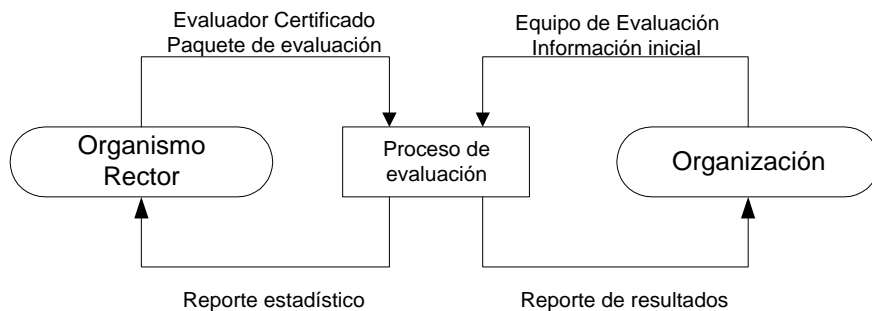 Evaluador Certificado
Paquete de evaluación
Equipo de Evaluación
Información inicial
Organismo
Rector
Proceso de
evaluación
Organización
Reporte estadístico
Reporte de resultados